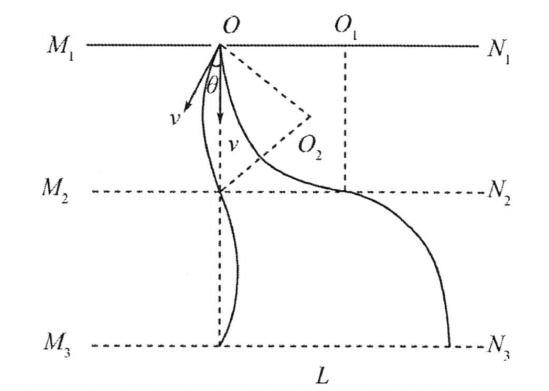 O O₁
M₁ N₁
θ
v v
O₂
M₂ N₂
M₃ N₃
L